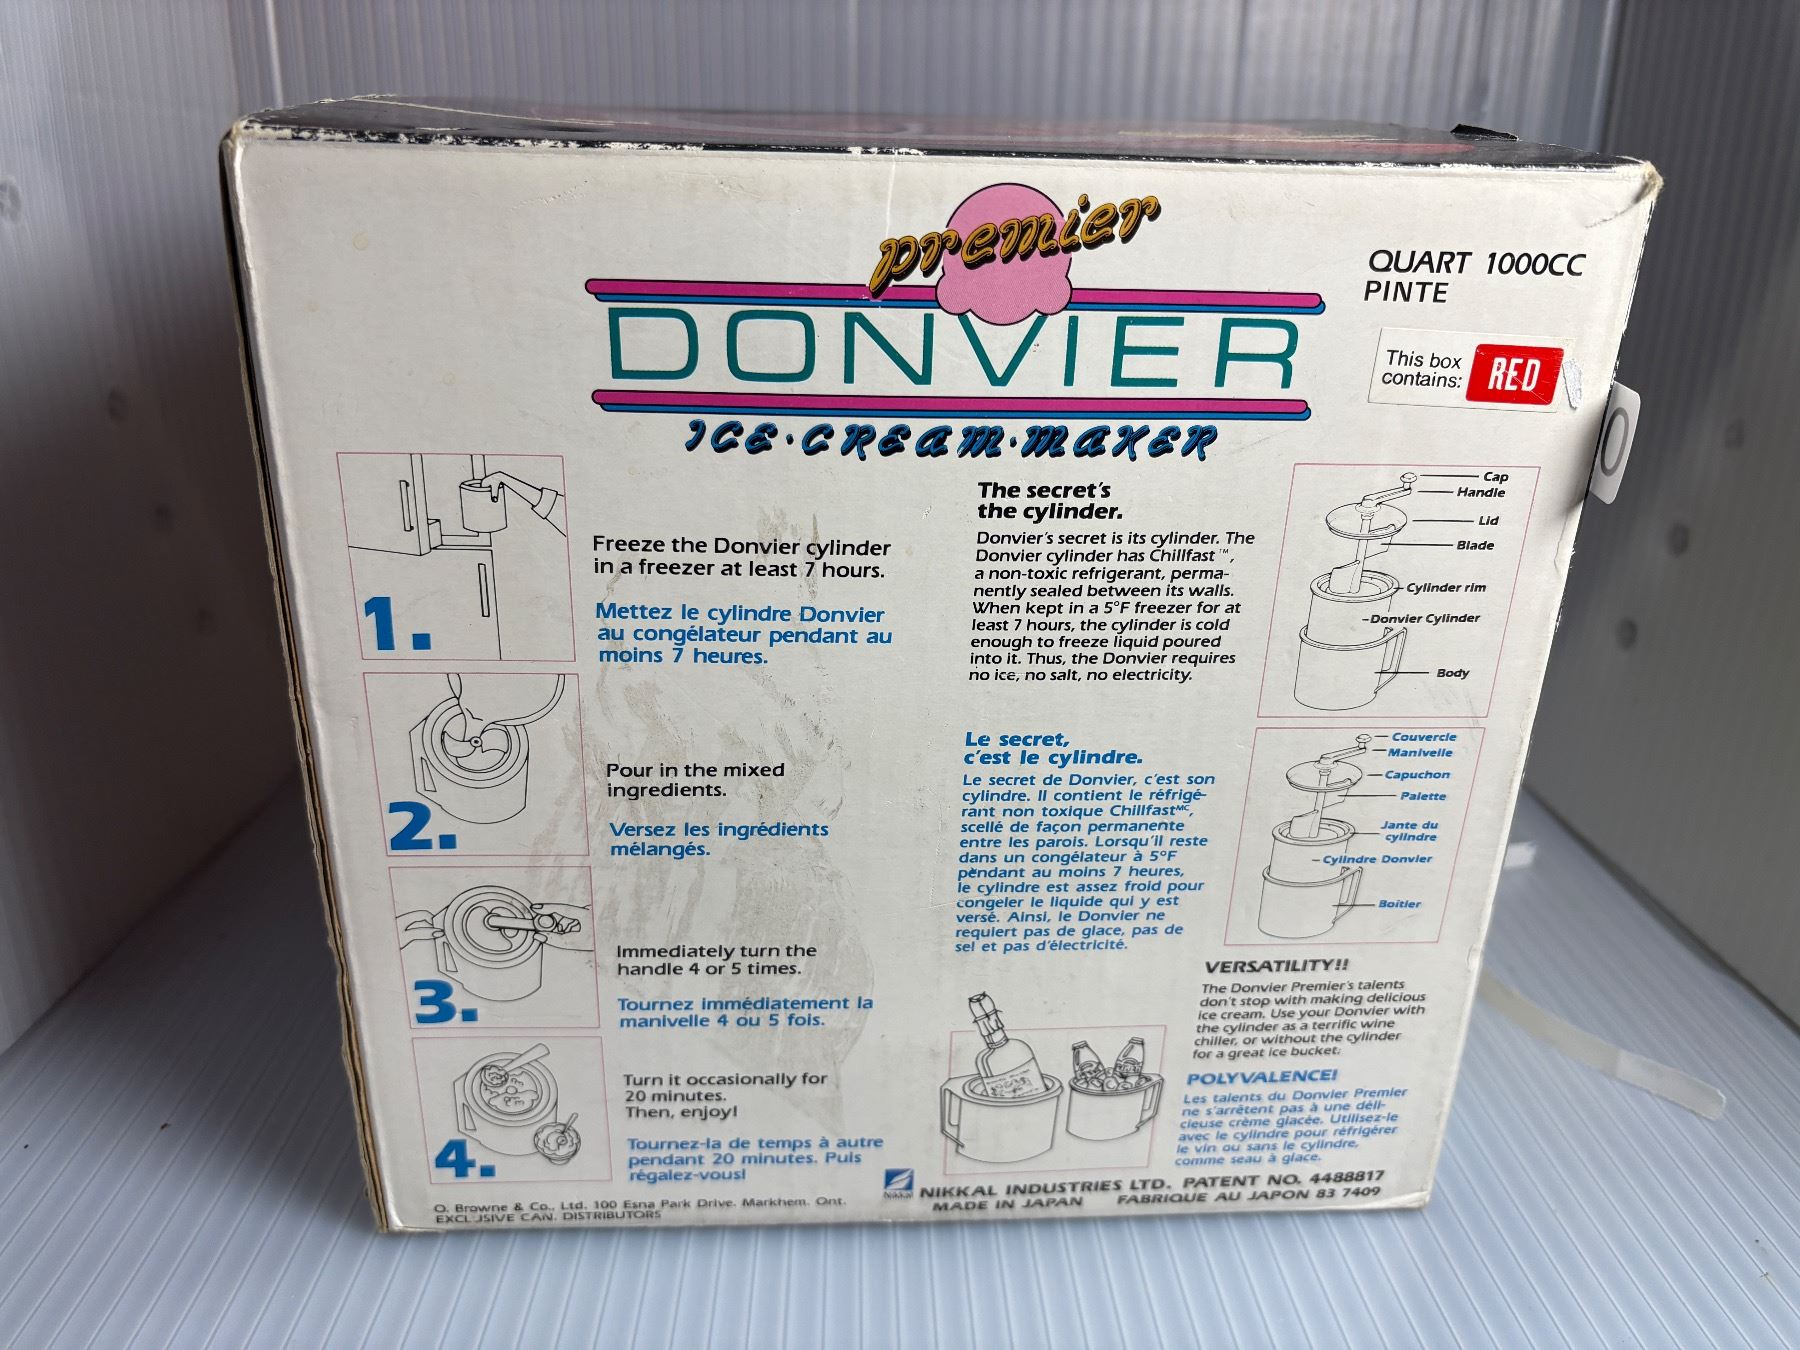 premier
DONVIER
ICE·CREAM·MAKER
QUART 1000CC
PINTE
This box
contains: RED
1.
Freeze the Donvier cylinder
in a freezer at least 7 hours.
Mettez le cylindre Donvier
au congélateur pendant au
moins 7 heures.
2.
Pour in the mixed
ingredients.
Versez les ingrédients
mélangés.
3.
Immediately turn the
handle 4 or 5 times.
Tournez immédiatement la
manivelle 4 ou 5 fois.
4.
Turn it occasionally for
20 minutes.
Then, enjoy!
Tournez-la de temps à autre
pendant 20 minutes. Puis
régalez-vous!
The secret's
the cylinder.
Donvier's secret is its cylinder. The
Donvier cylinder has Chillfast™,
a non-toxic refrigerant, perma-
nently sealed between its walls.
When kept in a 5°F freezer for at
least 7 hours, the cylinder is cold
enough to freeze liquid poured
into it. Thus, the Donvier requires
no ice, no salt, no electricity.
Le secret,
c'est le cylindre.
Le secret de Donvier, c'est son
cylindre. Il contient le réfrigé-
rant non toxique Chillfastᴹᶜ,
scellé de façon permanente
entre les parois. Lorsqu'il reste
dans un congélateur à 5°F
pendant au moins 7 heures,
le cylindre est assez froid pour
congeler le liquide qui y est
versé. Ainsi, le Donvier ne
requiert pas de glace, pas de
sel et pas d'électricité.
Cap
Handle
Lid
Blade
Cylinder rim
Donvier Cylinder
Body
Couvercle
Manivelle
Capuchon
Palette
Jante du
cylindre
Cylindre Donvier
Boîtier
VERSATILITY!!
The Donvier Premier's talents
don't stop with making delicious
ice cream. Use your Donvier with
the cylinder as a terrific wine
chiller, or without the cylinder
for a great ice bucket.
POLYVALENCE!
Les talents du Donvier Premier
ne s'arrêtent pas à une déli-
cieuse crème glacée. Utilisez-le
avec le cylindre pour réfrigérer
le vin ou sans le cylindre,
comme seau à glace.
O. Browne & Co., Ltd. 100 Esna Park Drive. Markhem. Ont.
EXCLUSIVE CAN. DISTRIBUTORS
Nikkal
NIKKAL INDUSTRIES LTD. PATENT NO. 4488817
MADE IN JAPAN FABRIQUE AU JAPON 83 7409